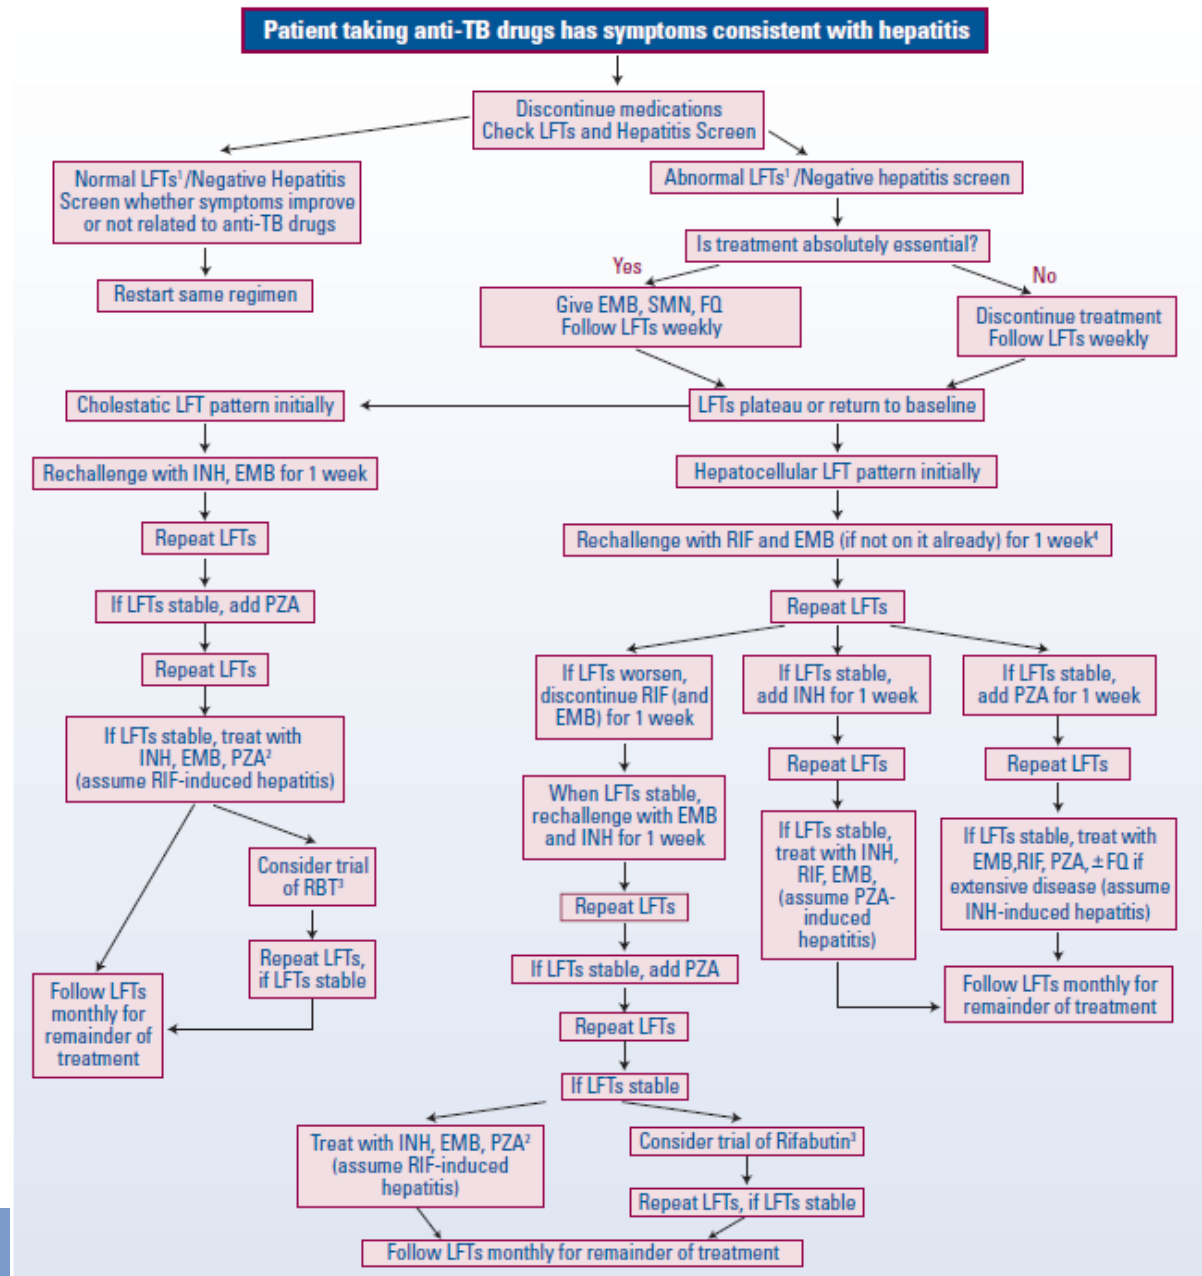 Patient taking anti-TB drugs has symptoms consistent with hepatitis
Discontinue medications
Check LFTs and Hepatitis Screen
Normal LFTs¹/Negative Hepatitis
Screen whether symptoms improve
or not related to anti-TB drugs
Restart same regimen
Abnormal LFTs¹ /Negative hepatitis screen
Is treatment absolutely essential?
Yes
No
Give EMB, SMN, FQ
Follow LFTs weekly
Discontinue treatment
Follow LFTs weekly
LFTs plateau or return to baseline
Cholestatic LFT pattern initially
Rechallenge with INH, EMB for 1 week
Repeat LFTs
If LFTs stable, add PZA
Repeat LFTs
If LFTs stable, treat with
INH, EMB, PZA²
(assume RIF-induced hepatitis)
Consider trial
of RBT³
Repeat LFTs,
if LFTs stable
Follow LFTs
monthly for
remainder of
treatment
Hepatocellular LFT pattern initially
Rechallenge with RIF and EMB (if not on it already) for 1 week⁴
Repeat LFTs
If LFTs worsen,
discontinue RIF (and
EMB) for 1 week
When LFTs stable,
rechallenge with EMB
and INH for 1 week
Repeat LFTs
If LFTs stable, add PZA
Repeat LFTs
If LFTs stable
Treat with INH, EMB, PZA²
(assume RIF-induced
hepatitis)
Consider trial of Rifabutin³
Repeat LFTs, if LFTs stable
Follow LFTs monthly for remainder of treatment
If LFTs stable,
add INH for 1 week
Repeat LFTs
If LFTs stable,
treat with INH,
RIF, EMB,
(assume PZA-
induced
hepatitis)
If LFTs stable,
add PZA for 1 week
Repeat LFTs
If LFTs stable, treat with
EMB,RIF, PZA, ±FQ if
extensive disease (assume
INH-induced hepatitis)
Follow LFTs monthly for
remainder of treatment